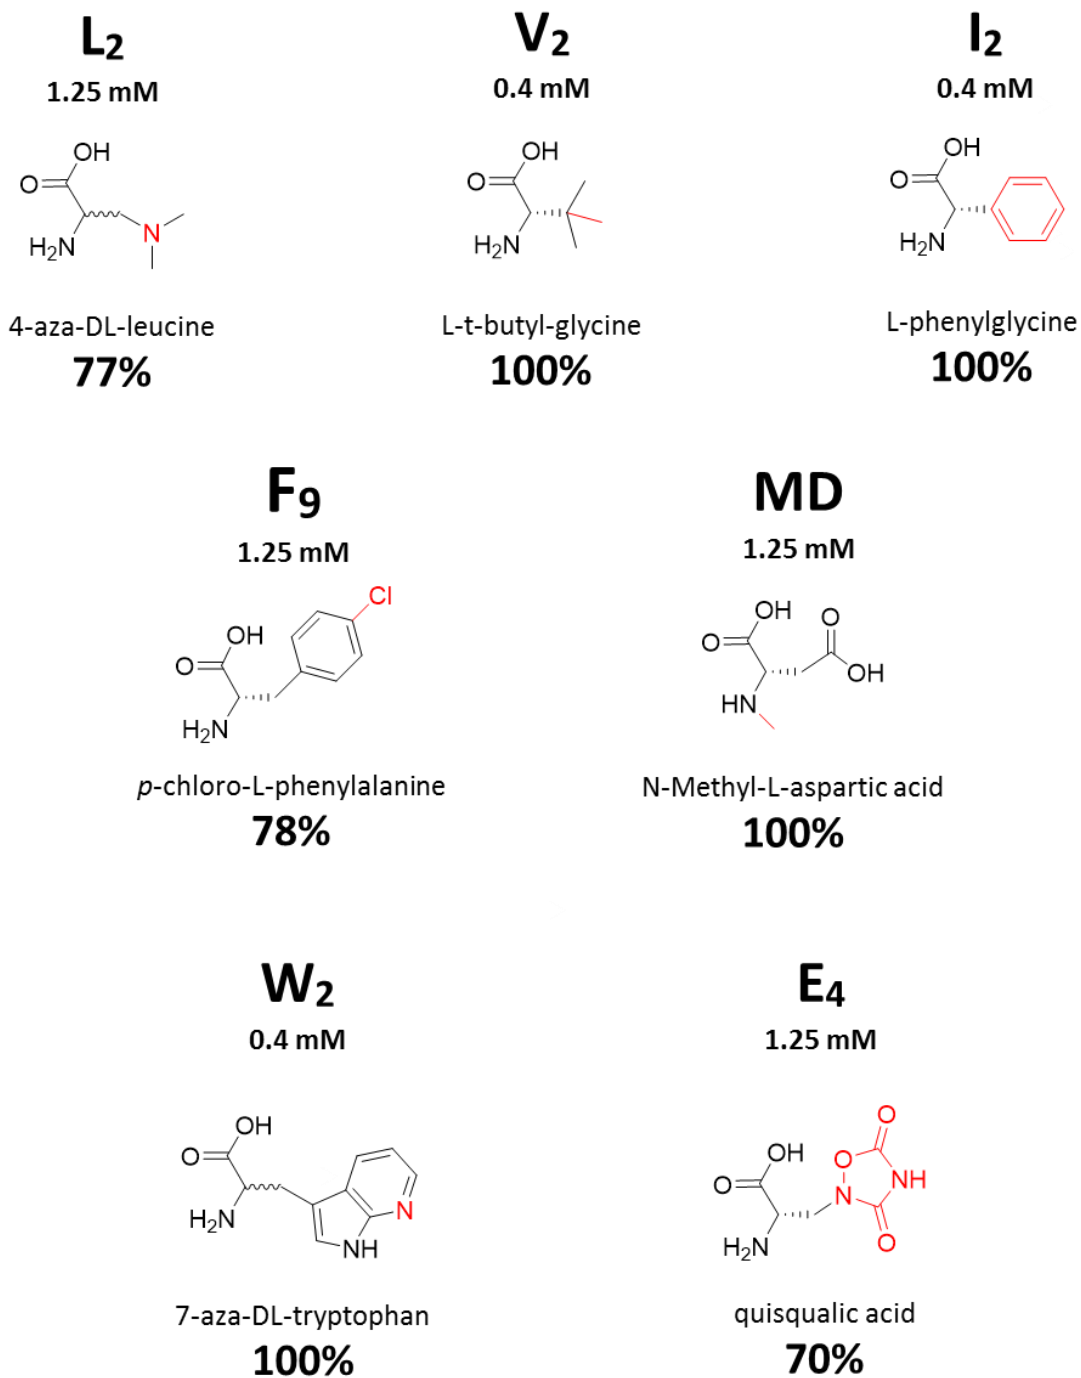 L2 V2 I2
1.25 mM 0.4 mM 0.4 mM
OH OH OH
O O O
N
H2N H2N H2N
4-aza-DL-leucine L-t-butyl-glycine L-phenylglycine
77% 100% 100%
F9 MD
1.25 mM 1.25 mM
Cl
OH OH O
O O OH
H2N HN
p-chloro-L-phenylalanine N-Methyl-L-aspartic acid
78% 100%
W2 E4
0.4 mM 1.25 mM
O
OH OH O
O O N NH
H2N N
NH H2N O
7-aza-DL-tryptophan quisqualic acid
100% 70%